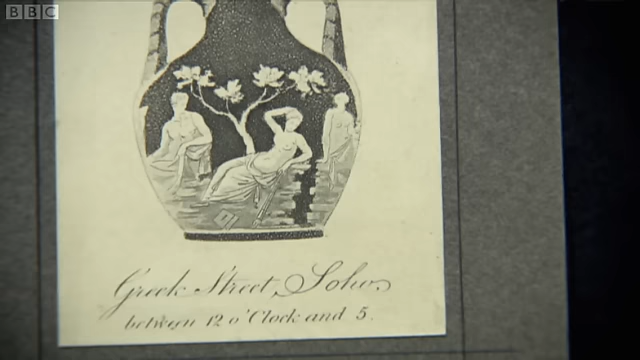 BBC
Greek Street, Soho,
between 12 o'Clock and 5.